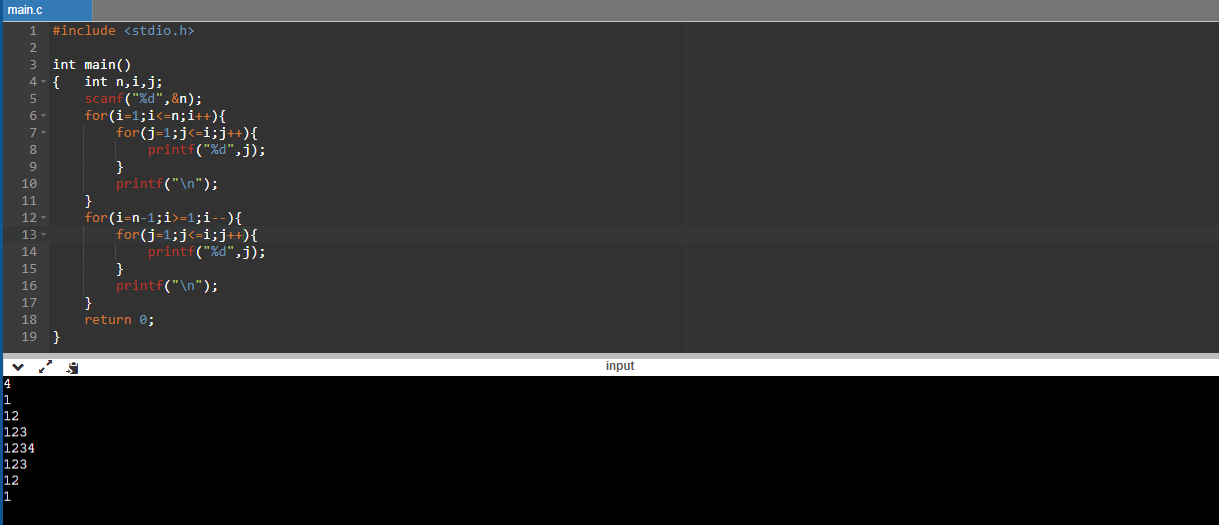 main.c
1 #include <stdio.h>
2
3 int main()
4 {   int n,i,j;
5     scanf("%d",&n);
6     for(i=1;i<=n;i++){
7         for(j=1;j<=i;j++){
8             printf("%d",j);
9         }
10         printf("\n");
11     }
12     for(i=n-1;i>=1;i--){
13         for(j=1;j<=i;j++){
14             printf("%d",j);
15         }
16         printf("\n");
17     }
18     return 0;
19 }
input
4
1
12
123
1234
123
12
1